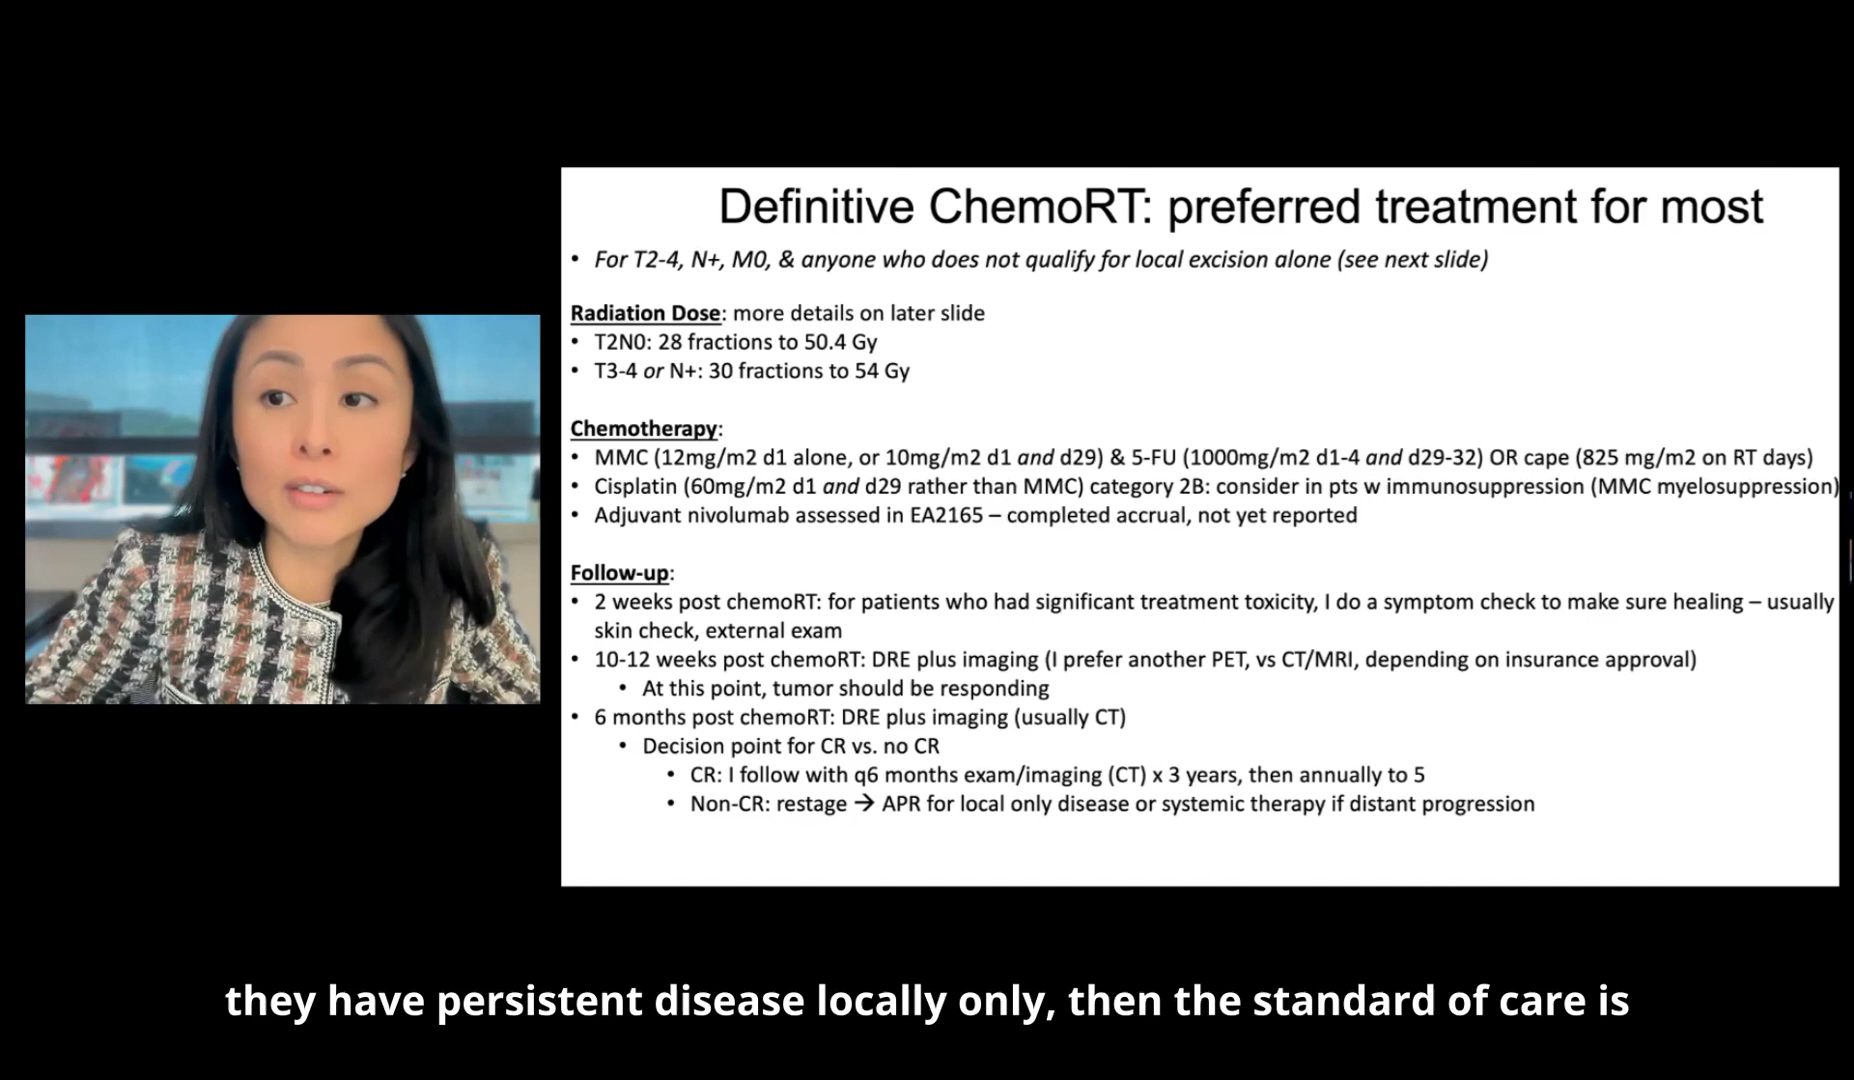 Definitive ChemoRT: preferred treatment for most
• For T2-4, N+, M0, & anyone who does not qualify for local excision alone (see next slide)
Radiation Dose: more details on later slide
• T2N0: 28 fractions to 50.4 Gy
• T3-4 or N+: 30 fractions to 54 Gy
Chemotherapy:
• MMC (12mg/m2 d1 alone, or 10mg/m2 d1 and d29) & 5-FU (1000mg/m2 d1-4 and d29-32) OR cape (825 mg/m2 on RT days)
• Cisplatin (60mg/m2 d1 and d29 rather than MMC) category 2B: consider in pts w immunosuppression (MMC myelosuppression)
• Adjuvant nivolumab assessed in EA2165 – completed accrual, not yet reported
Follow-up:
• 2 weeks post chemoRT: for patients who had significant treatment toxicity, I do a symptom check to make sure healing – usually
skin check, external exam
• 10-12 weeks post chemoRT: DRE plus imaging (I prefer another PET, vs CT/MRI, depending on insurance approval)
• At this point, tumor should be responding
• 6 months post chemoRT: DRE plus imaging (usually CT)
• Decision point for CR vs. no CR
• CR: I follow with q6 months exam/imaging (CT) x 3 years, then annually to 5
• Non-CR: restage → APR for local only disease or systemic therapy if distant progression
they have persistent disease locally only, then the standard of care is